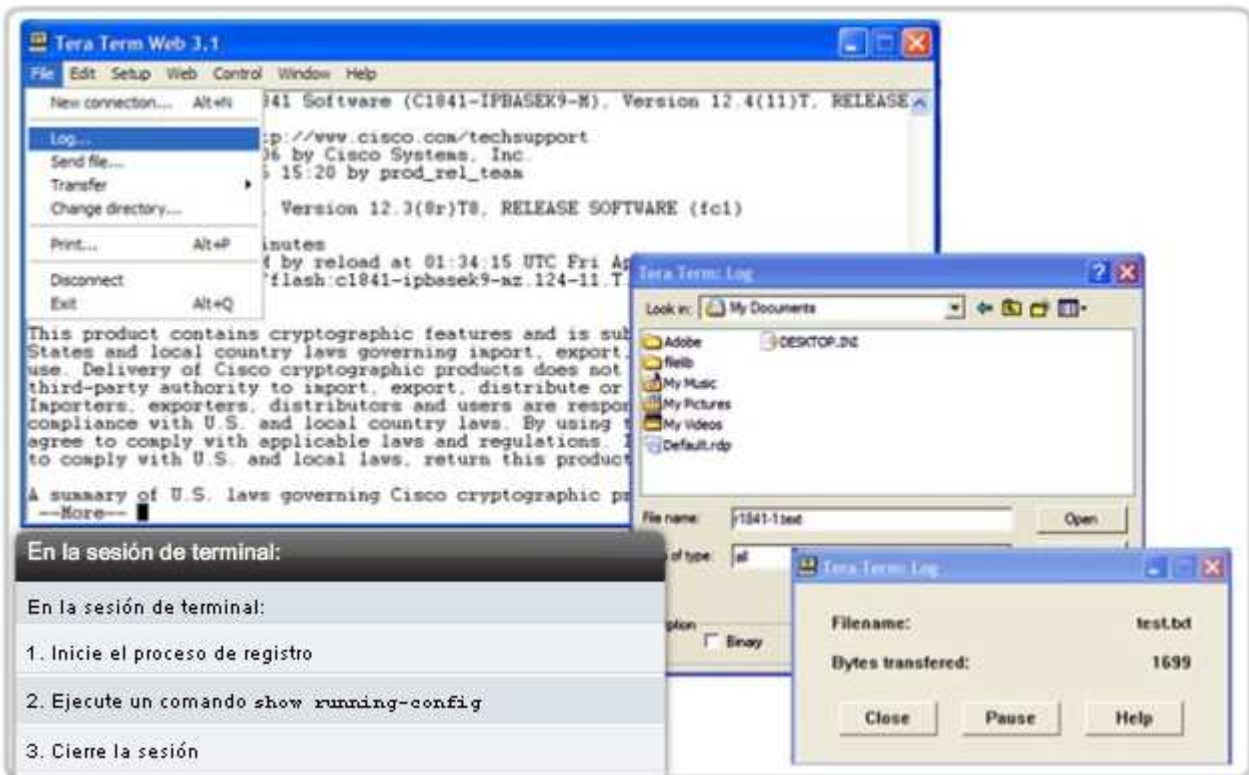 Tera Term Web 3.1
File Edit Setup Web Control Window Help
New connection... Alt+N
Log...
Send file...
Transfer
Change directory...
Print... Alt+P
Disconnect
Exit Alt+Q
841 Software (C1841-IPBASEK9-M), Version 12.4(11)T, RELEASE
tp://www.cisco.com/techsupport
06 by Cisco Systems, Inc.
15:20 by prod_rel_team
Version 12.3(8r)T8, RELEASE SOFTWARE (fc1)
inutes
by reload at 01:34:15 UTC Fri Ap
"flash:c1841-ipbasek9-mz.124-11.T
This product contains cryptographic features and is sub
States and local country laws governing import, export,
use. Delivery of Cisco cryptographic products does not
third-party authority to import, export, distribute or
Importers, exporters, distributors and users are respon
compliance with U.S. and local country laws. By using t
agree to comply with applicable laws and regulations. I
to comply with U.S. and local laws, return this product
A summary of U.S. laws governing Cisco cryptographic pr
--More--
Tera Term: Log
Look in: My Documents
Adobe
filelib
My Music
My Pictures
My Videos
Default.rdp
DESKTOP.INI
File name: r1841-1.text
Open
of type: all
ption
Binary
Tera Term: Log
Filename: test.txt
Bytes transfered: 1699
Close Pause Help
En la sesión de terminal:
En la sesión de terminal:
1. Inicie el proceso de registro
2. Ejecute un comando show running-config
3. Cierre la sesión